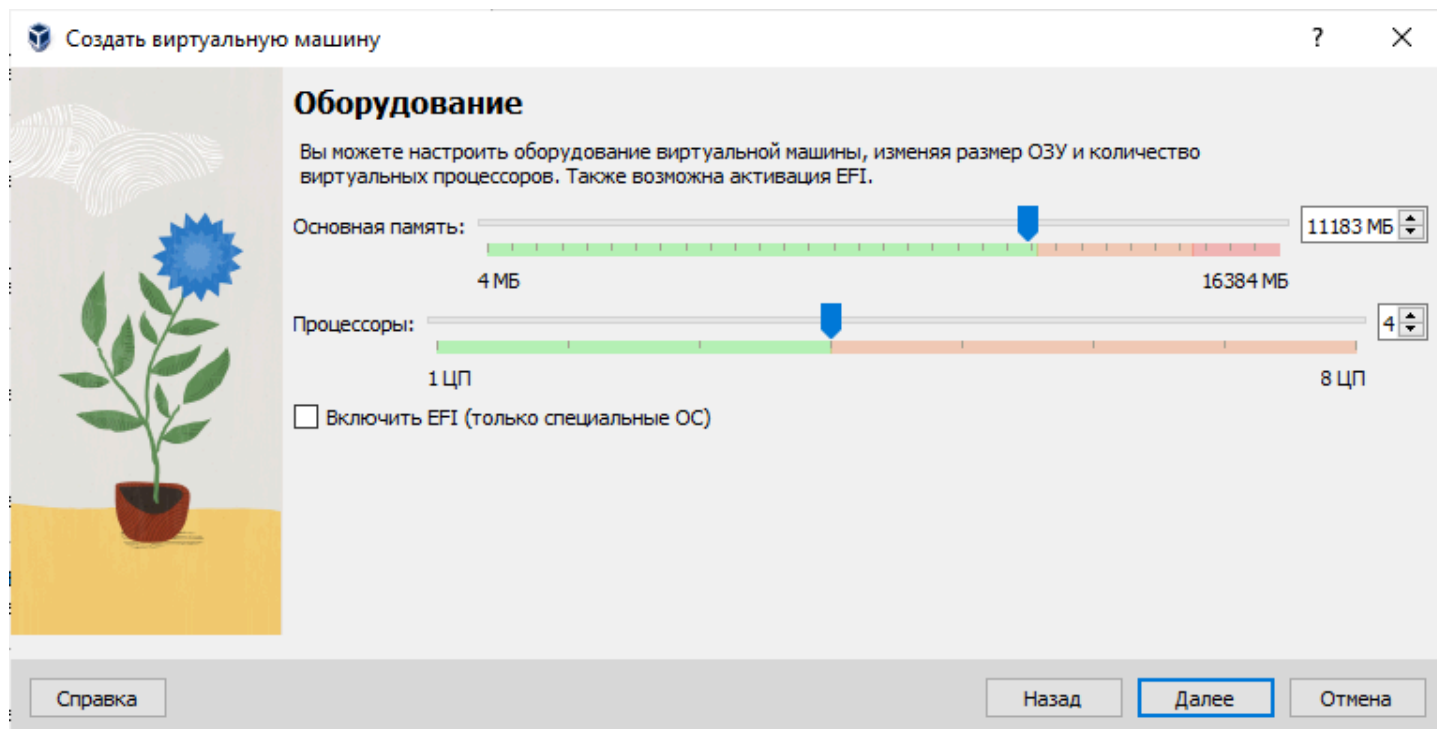 Создать виртуальную машину
?
Оборудование
Вы можете настроить оборудование виртуальной машины, изменяя размер ОЗУ и количество
виртуальных процессоров. Также возможна активация EFI.
Основная память:
11183 МБ
4 МБ
16384 МБ
Процессоры:
4
1 ЦП
8 ЦП
Включить EFI (только специальные ОС)
Справка
Назад
Далее
Отмена